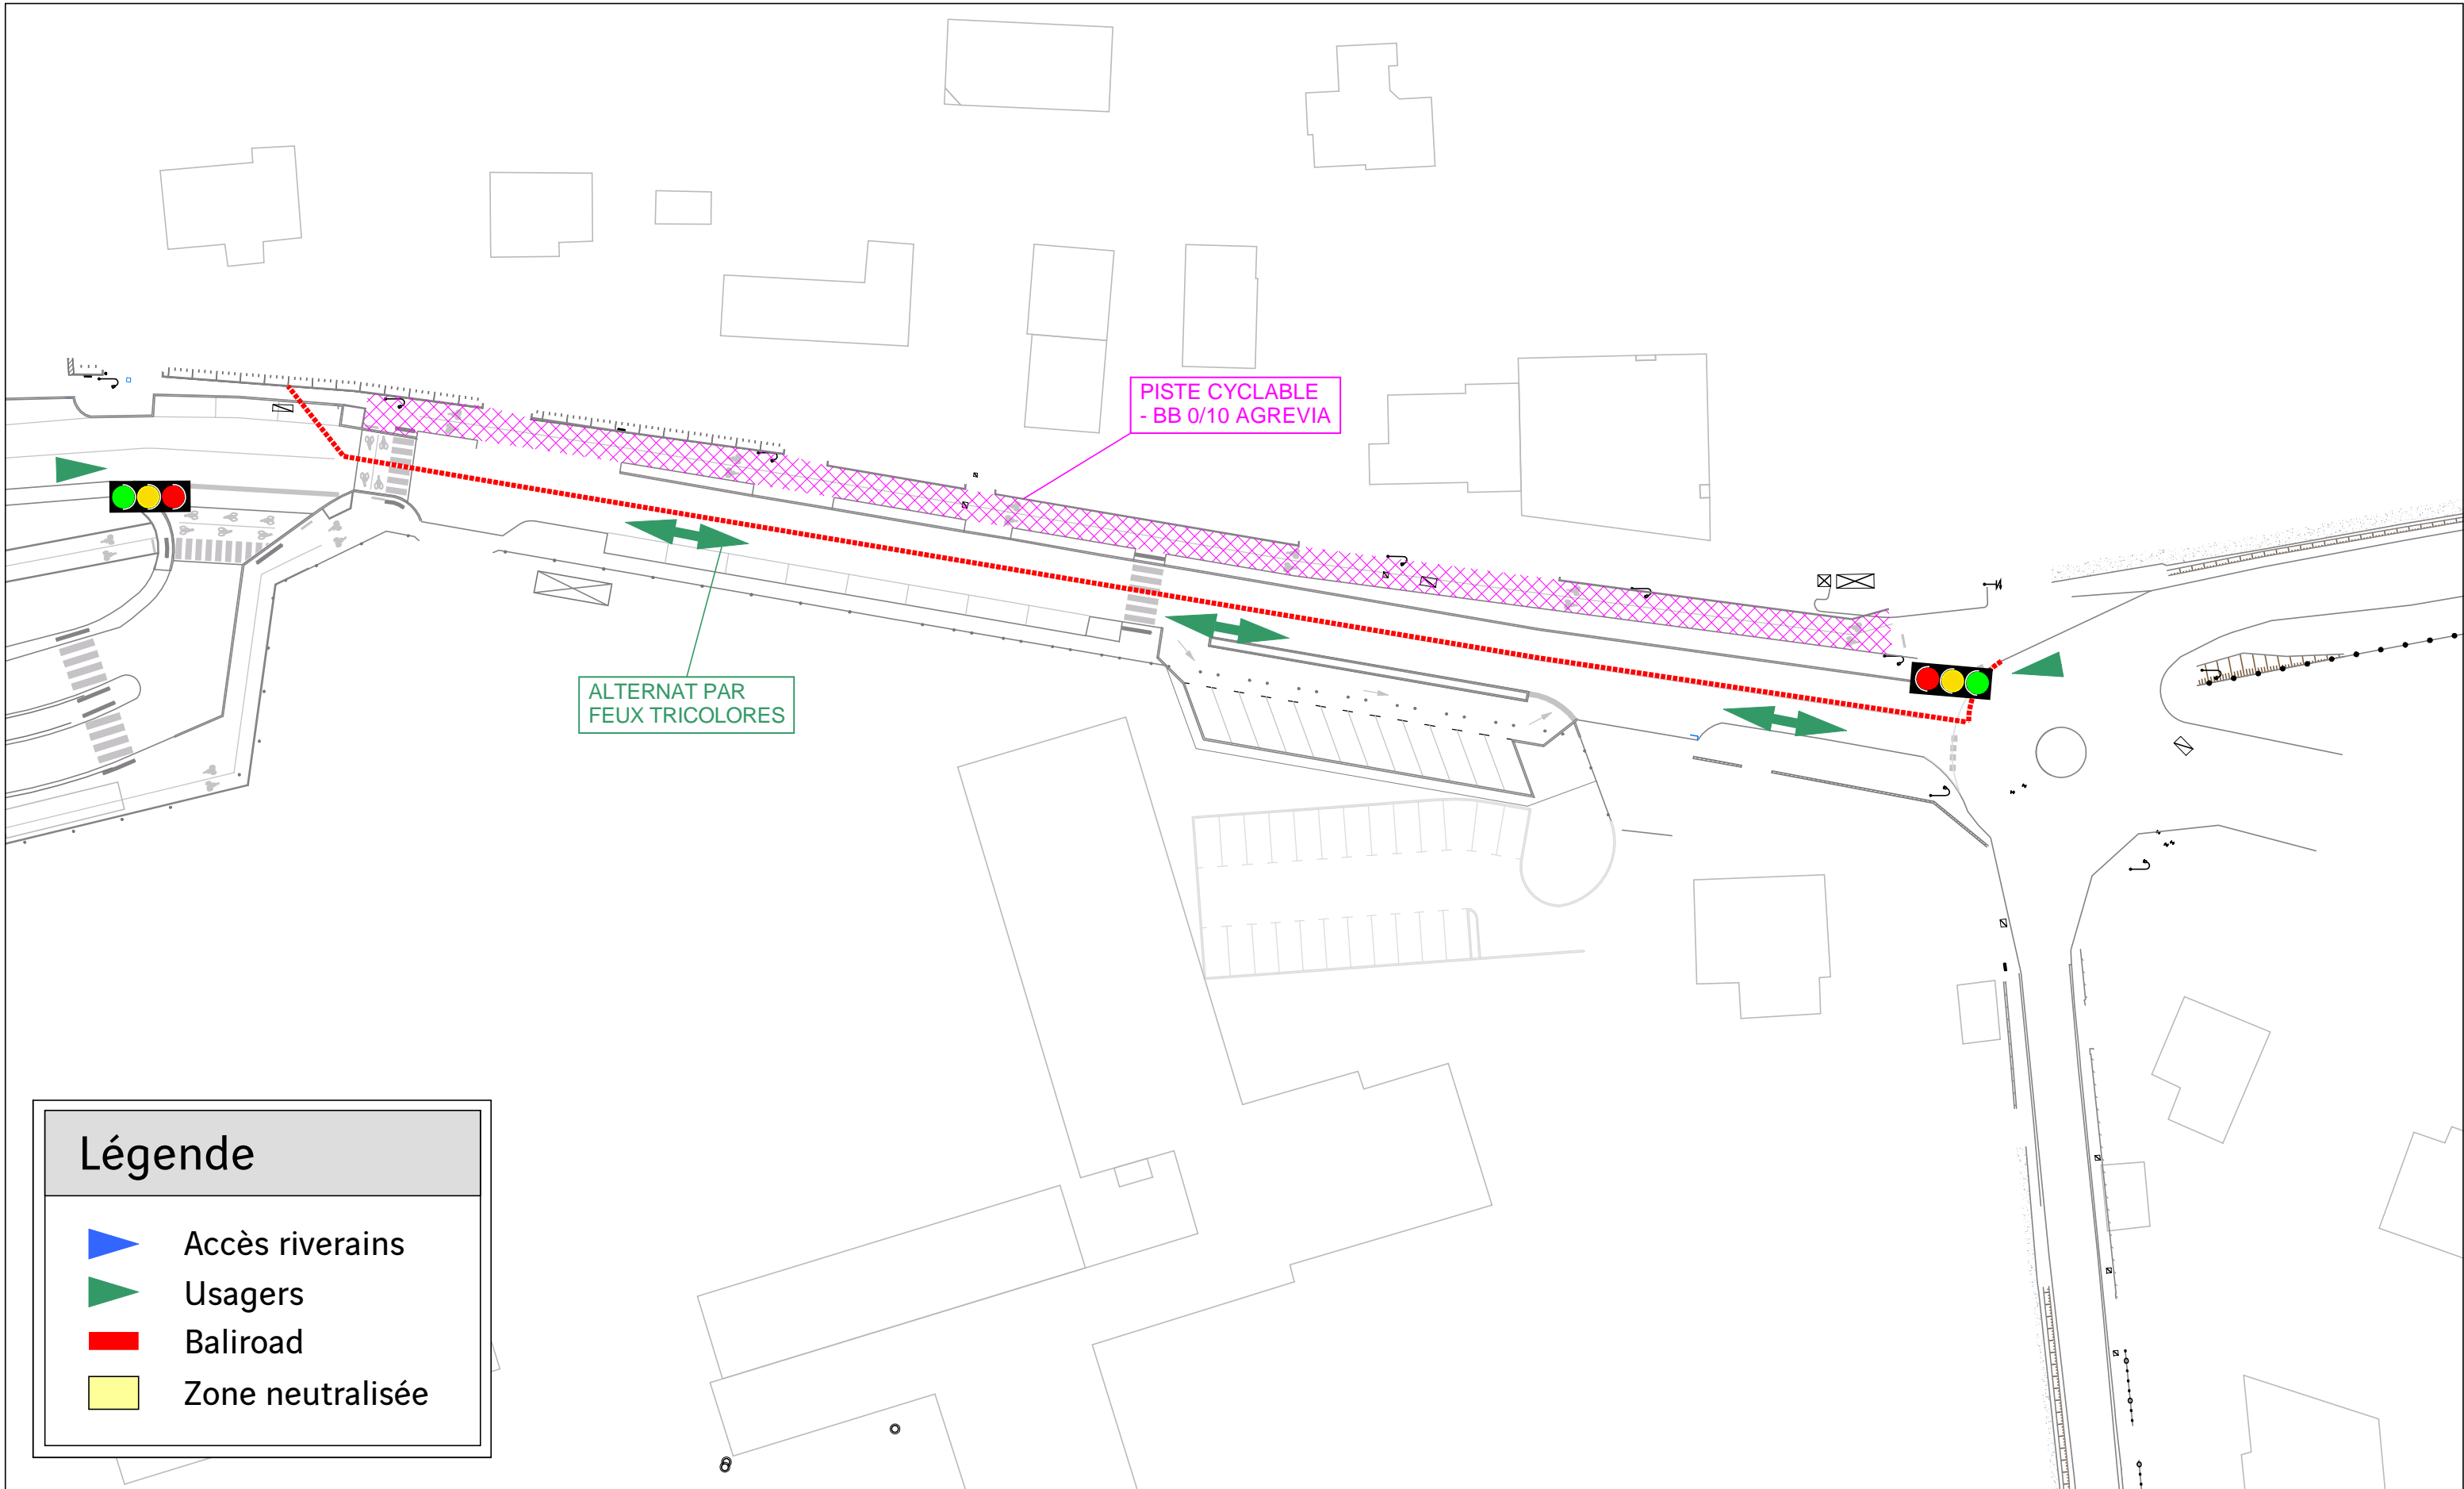 PISTE CYCLABLE
- BB 0/10 AGREVIA
ALTERNAT PAR
FEUX TRICOLORES
Légende
Accès riverains
Usagers
Baliroad
Zone neutralisée